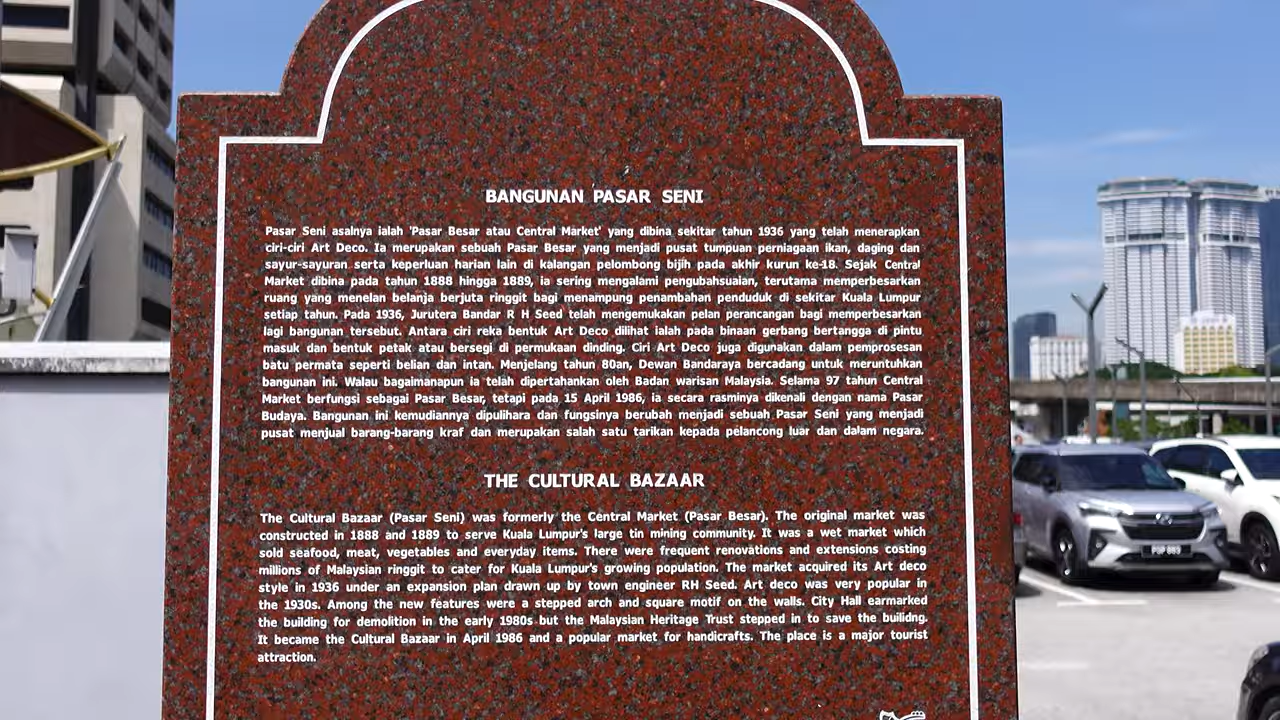 BANGUNAN PASAR SENI
Pasar Seni asalnya ialah 'Pasar Besar atau Central Market' yang dibina sekitar tahun 1936 yang telah menerapkan
ciri-ciri Art Deco. Ia merupakan sebuah Pasar Besar yang menjadi pusat tumpuan perniagaan ikan, daging dan
sayur-sayuran serta keperluan harian lain di kalangan pelombong bijih pada akhir kurun ke-18. Sejak Central
Market dibina pada tahun 1888 hingga 1889, ia sering mengalami pengubahsuaian, terutama memperbesarkan
ruang yang menelan belanja berjuta ringgit bagi menampung penambahan penduduk di sekitar Kuala Lumpur
setiap tahun. Pada 1936, Jurutera Bandar R H Seed telah mengemukakan pelan perancangan bagi memperbesarkan
lagi bangunan tersebut. Antara ciri reka bentuk Art Deco dilihat ialah pada binaan gerbang bertangga di pintu
masuk dan bentuk petak atau bersegi di permukaan dinding. Ciri Art Deco juga digunakan dalam pemprosesan
batu permata seperti belian dan intan. Menjelang tahun 80an, Dewan Bandaraya bercadang untuk meruntuhkan
bangunan ini. Walau bagaimanapun ia telah dipertahankan oleh Badan warisan Malaysia. Selama 97 tahun Central
Market berfungsi sebagai Pasar Besar, tetapi pada 15 April 1986, ia secara rasminya dikenali dengan nama Pasar
Budaya. Bangunan ini kemudiannya dipulihara dan fungsinya berubah menjadi sebuah Pasar Seni yang menjadi
pusat menjual barang-barang kraf dan merupakan salah satu tarikan kepada pelancong luar dan dalam negara.
THE CULTURAL BAZAAR
The Cultural Bazaar (Pasar Seni) was formerly the Central Market (Pasar Besar). The original market was
constructed in 1888 and 1889 to serve Kuala Lumpur's large tin mining community. It was a wet market which
sold seafood, meat, vegetables and everyday items. There were frequent renovations and extensions costing
millions of Malaysian ringgit to cater for Kuala Lumpur's growing population. The market acquired its Art deco
style in 1936 under an expansion plan drawn up by town engineer RH Seed. Art deco was very popular in
the 1930s. Among the new features were a stepped arch and square motif on the walls. City Hall earmarked
the building for demolition in the early 1980s but the Malaysian Heritage Trust stepped in to save the builidng.
It became the Cultural Bazaar in April 1986 and a popular market for handicrafts. The place is a major tourist
attraction.